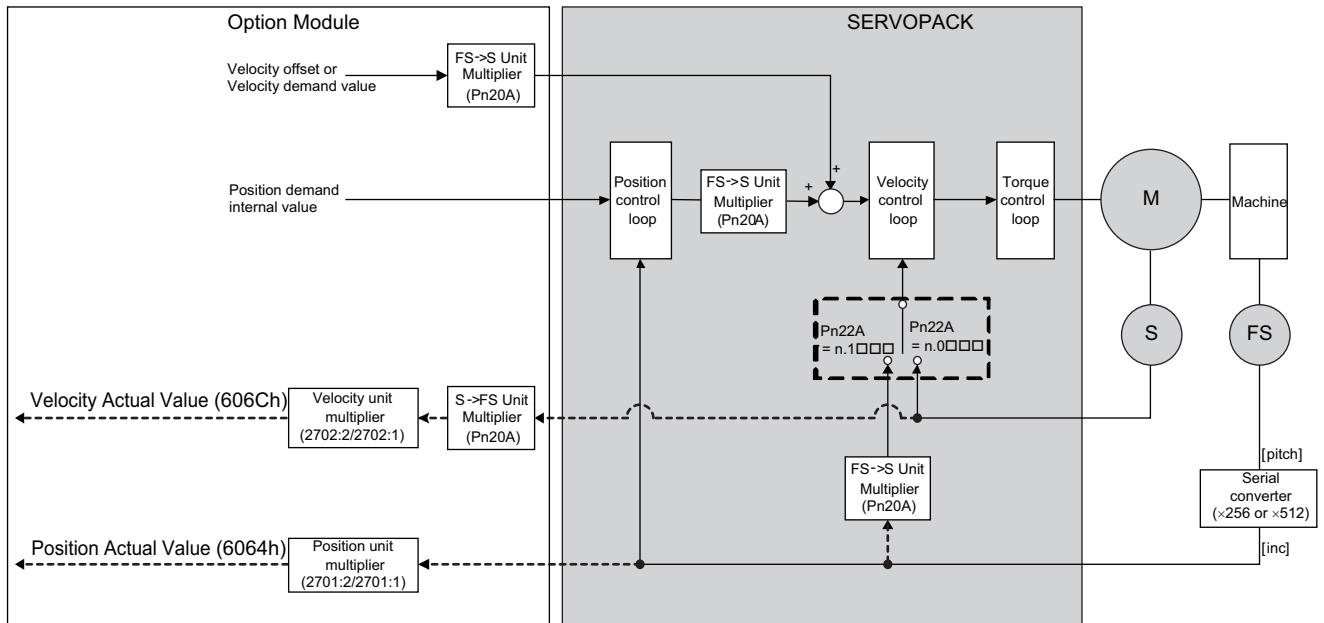 Option Module
SERVOPACK
Velocity offset or
Velocity demand value
FS->S Unit
Multiplier
(Pn20A)
Position demand
internal value
Position
control
loop
FS->S Unit
Multiplier
(Pn20A)
+
+
Velocity
control
loop
Torque
control
loop
M
Machine
Pn22A
= n.1□□□
Pn22A
= n.0□□□
S
FS
Velocity Actual Value (606Ch)
Velocity unit
multiplier
(2702:2/2702:1)
S->FS Unit
Multiplier
(Pn20A)
FS->S Unit
Multiplier
(Pn20A)
[pitch]
Serial
converter
(×256 or ×512)
[inc]
Position Actual Value (6064h)
Position unit
multiplier
(2701:2/2701:1)